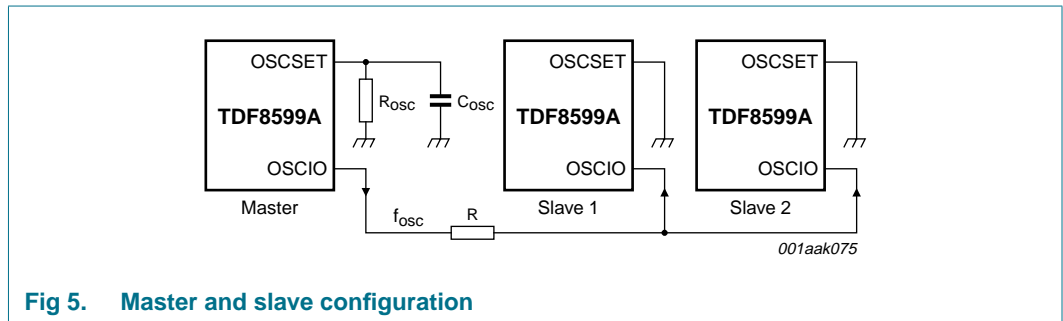 OSCSET
OSCSET
OSCSET
Rosc
Cosc
TDF8599A
TDF8599A
TDF8599A
OSCIO
OSCIO
OSCIO
Master
Slave 1
Slave 2
fosc
R
001aak075
Fig 5. Master and slave configuration